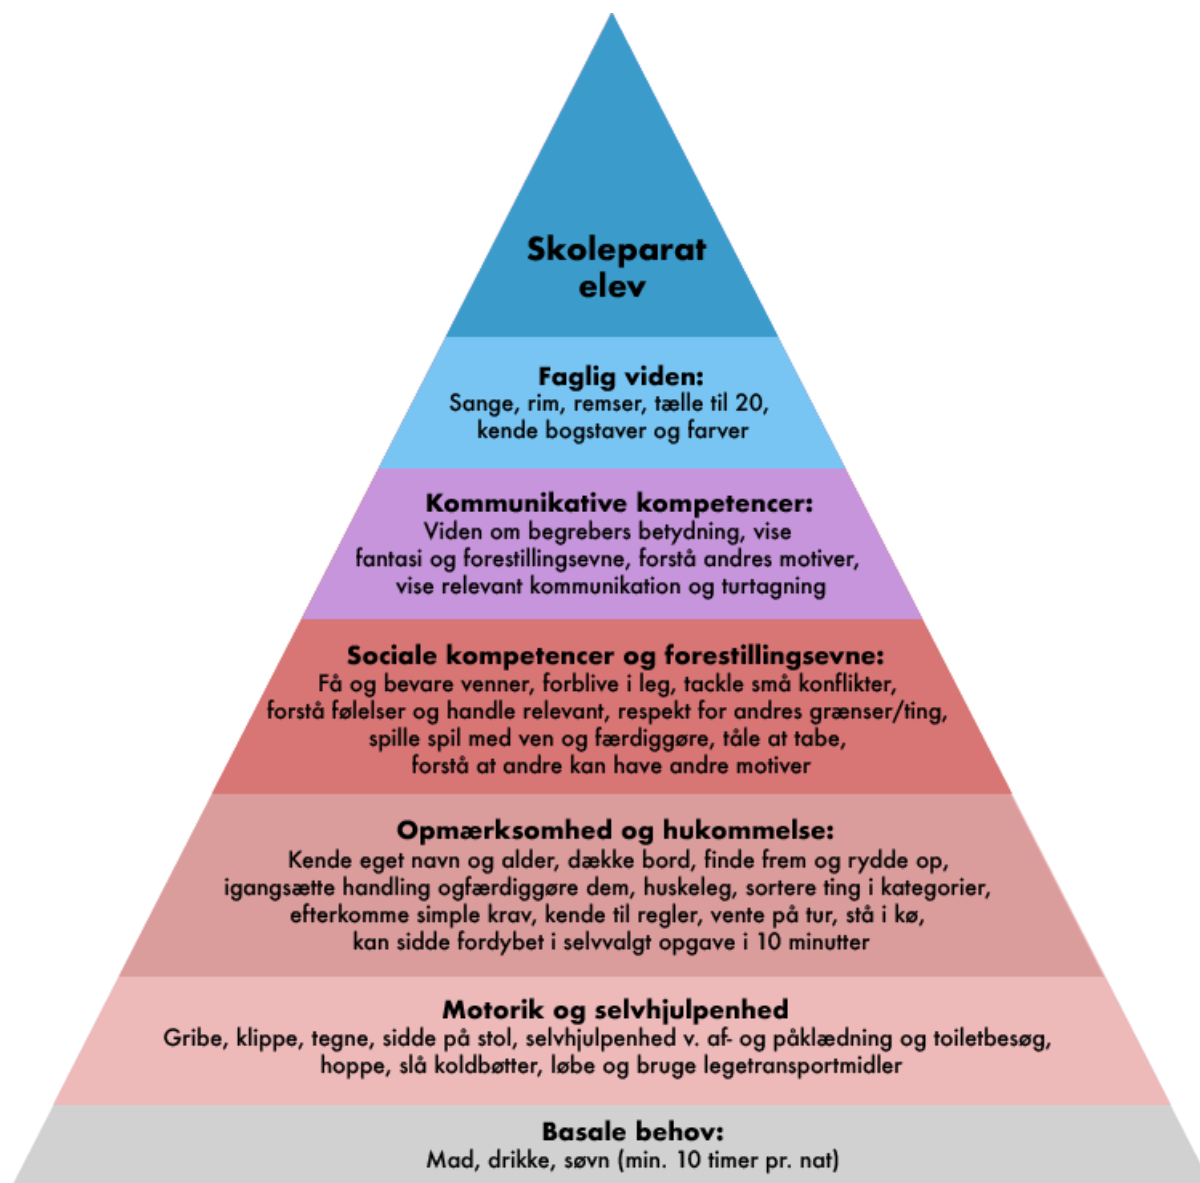 Skoleparat
elev
Faglig viden:
Sange, rim, remser, tælle til 20,
kende bogstaver og farver
Kommunikative kompetencer:
Viden om begrebers betydning, vise
fantasi og forestillingsevne, forstå andres motiver,
vise relevant kommunikation og turtagning
Sociale kompetencer og forestillingsevne:
Få og bevare venner, forblive i leg, tackle små konflikter,
forstå følelser og handle relevant, respekt for andres grænser/ting,
spille spil med ven og færdiggøre, tåle at tabe,
forstå at andre kan have andre motiver
Opmærksomhed og hukommelse:
Kende eget navn og alder, dække bord, finde frem og rydde op,
igangsætte handling ogfærdiggøre dem, huskeleg, sortere ting i kategorier,
efterkomme simple krav, kende til regler, vente på tur, stå i kø,
kan sidde fordybet i selvvalgt opgave i 10 minutter
Motorik og selvhjulpenhed
Gribe, klippe, tegne, sidde på stol, selvhjulpenhed v. af- og påklædning og toiletbesøg,
hoppe, slå koldbøtter, løbe og bruge legetransportmidler
Basale behov:
Mad, drikke, søvn (min. 10 timer pr. nat)